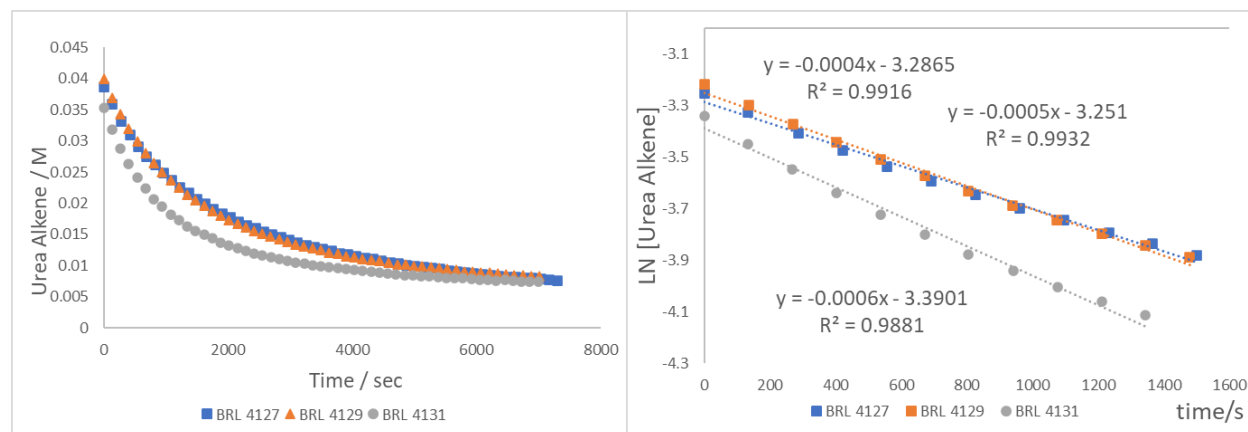 0.045
0.04
0.035
0.03
0.025
0.02
0.015
0.01
0.005
0
Urea Alkene / M
0 2000 4000 6000 8000
Time / sec
BRL 4127 BRL 4129 BRL 4131
-3.1
-3.3
-3.5
-3.7
-3.9
-4.1
-4.3
LN [Urea Alkene]
y = -0.0004x - 3.2865
R² = 0.9916
y = -0.0005x - 3.251
R² = 0.9932
y = -0.0006x - 3.3901
R² = 0.9881
0 200 400 600 800 1000 1200 1400 1600
time/s
BRL 4127 BRL 4129 BRL 4131